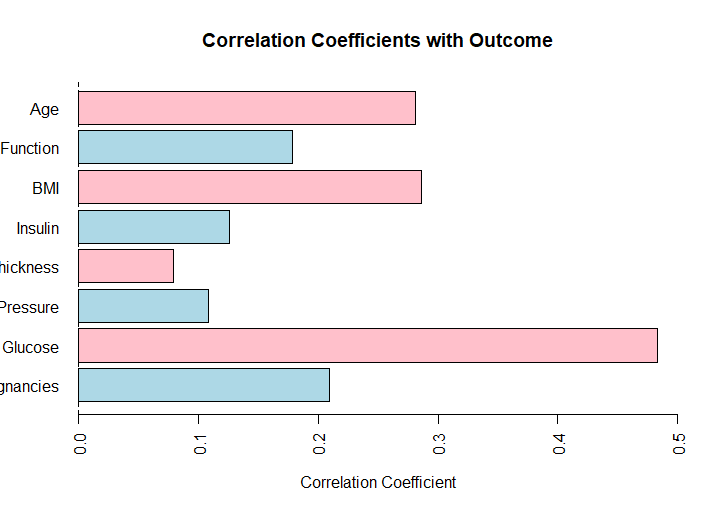 Correlation Coefficients with Outcome
Age
Function
BMI
Insulin
hickness
Pressure
Glucose
gnancies
0.0
0.1
0.2
0.3
0.4
0.5
Correlation Coefficient